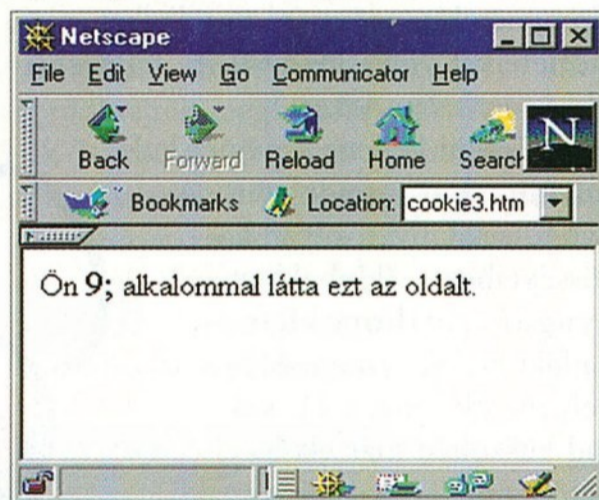 Netscape
File Edit View Go Communicator Help
Back Forward Reload Home Search N
Bookmarks Location: cookie3.htm
Ön 9; alkalommal látta ezt az oldalt.